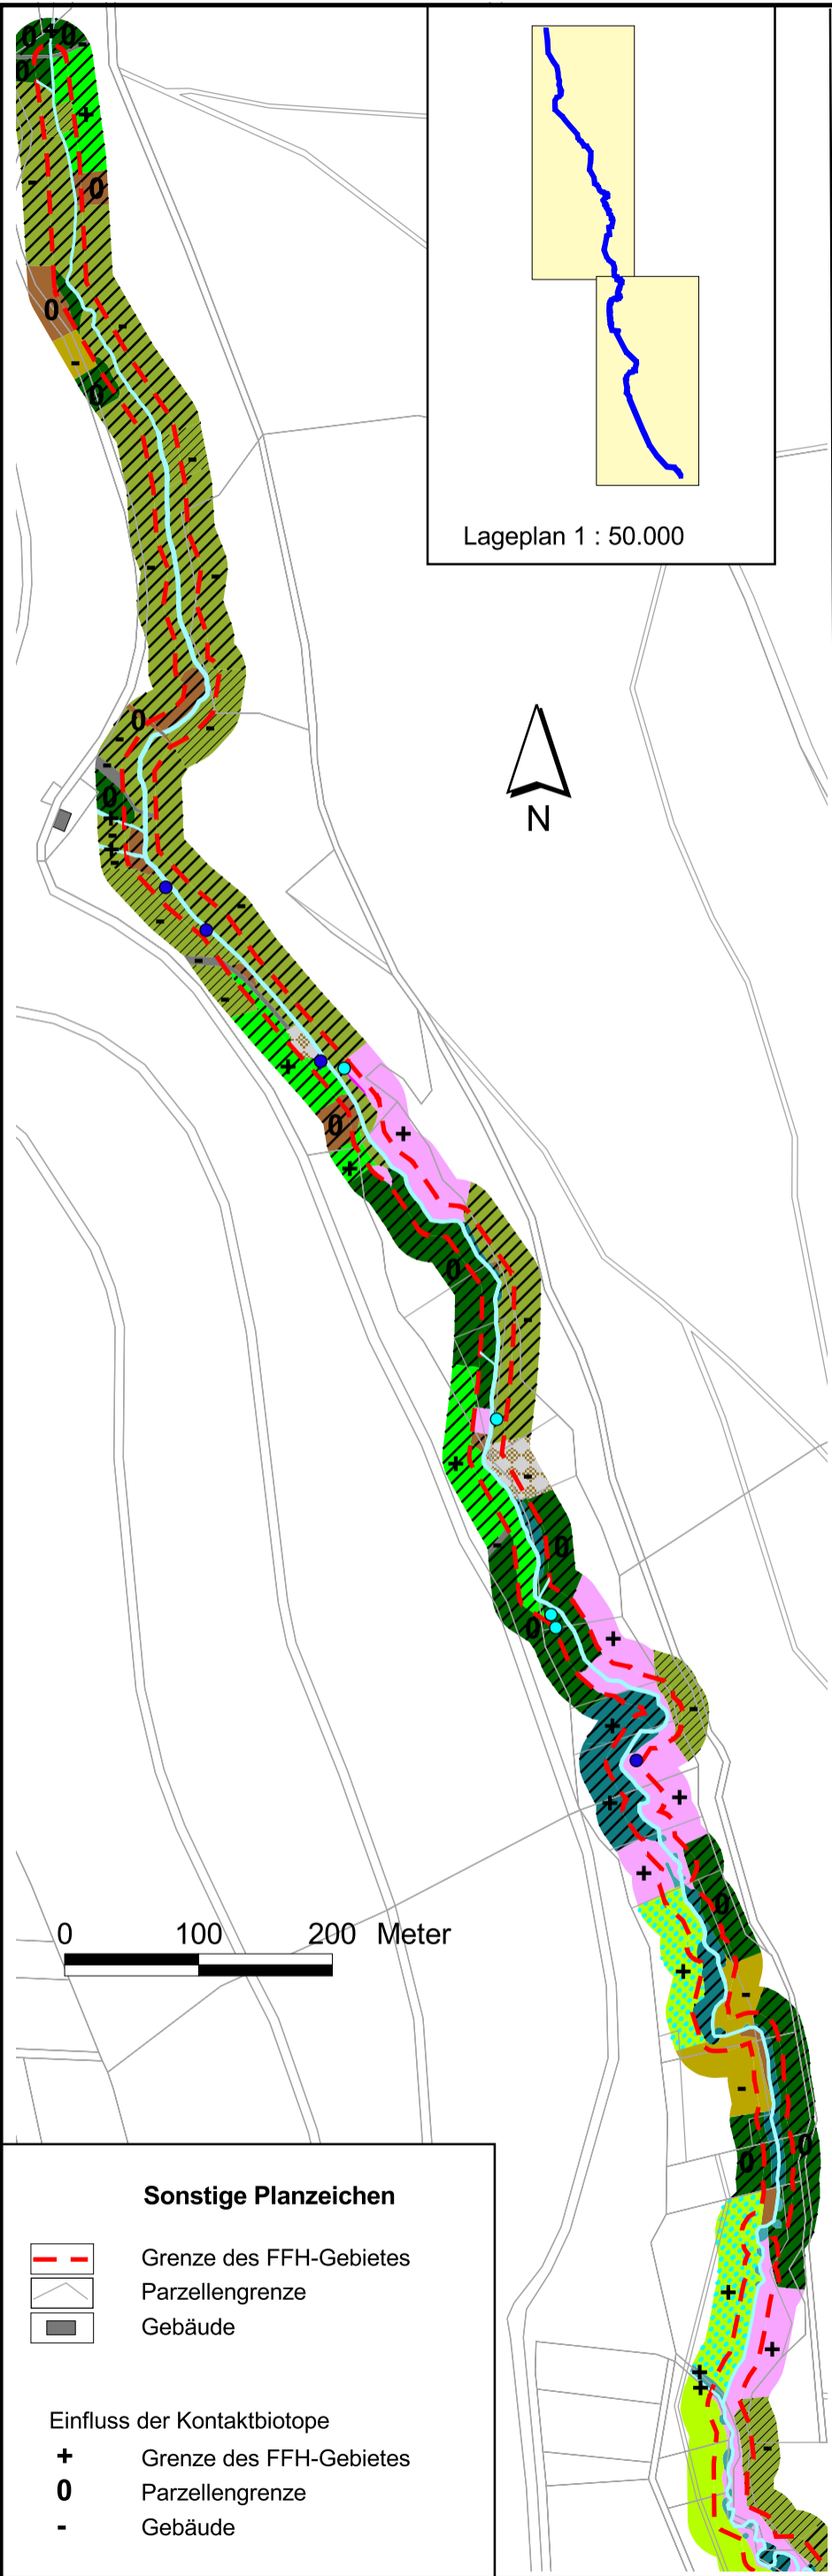 Lageplan 1 : 50.000
N
0 100 200 Meter
Sonstige Planzeichen
Grenze des FFH-Gebietes
Parzellengrenze
Gebäude
Einfluss der Kontaktbiotope
+ Grenze des FFH-Gebietes
0 Parzellengrenze
- Gebäude